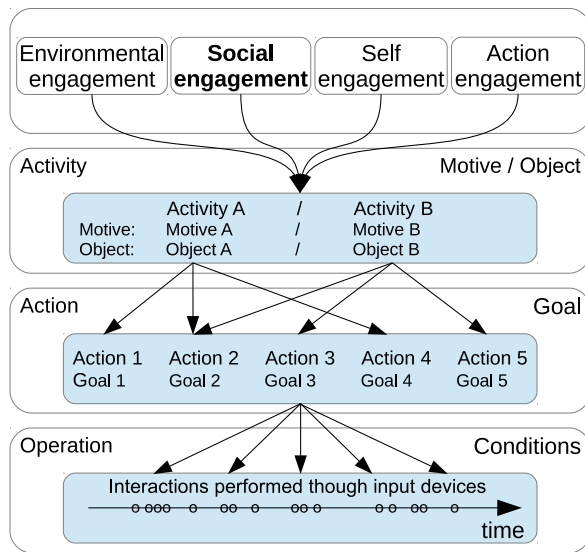 Environmental engagement
Social engagement
Self engagement
Action engagement
Activity
Motive / Object
Activity A / Activity B
Motive: Motive A / Motive B
Object: Object A / Object B
Action
Goal
Action 1 Action 2 Action 3 Action 4 Action 5
Goal 1 Goal 2 Goal 3 Goal 4 Goal 5
Operation
Conditions
Interactions performed though input devices
time